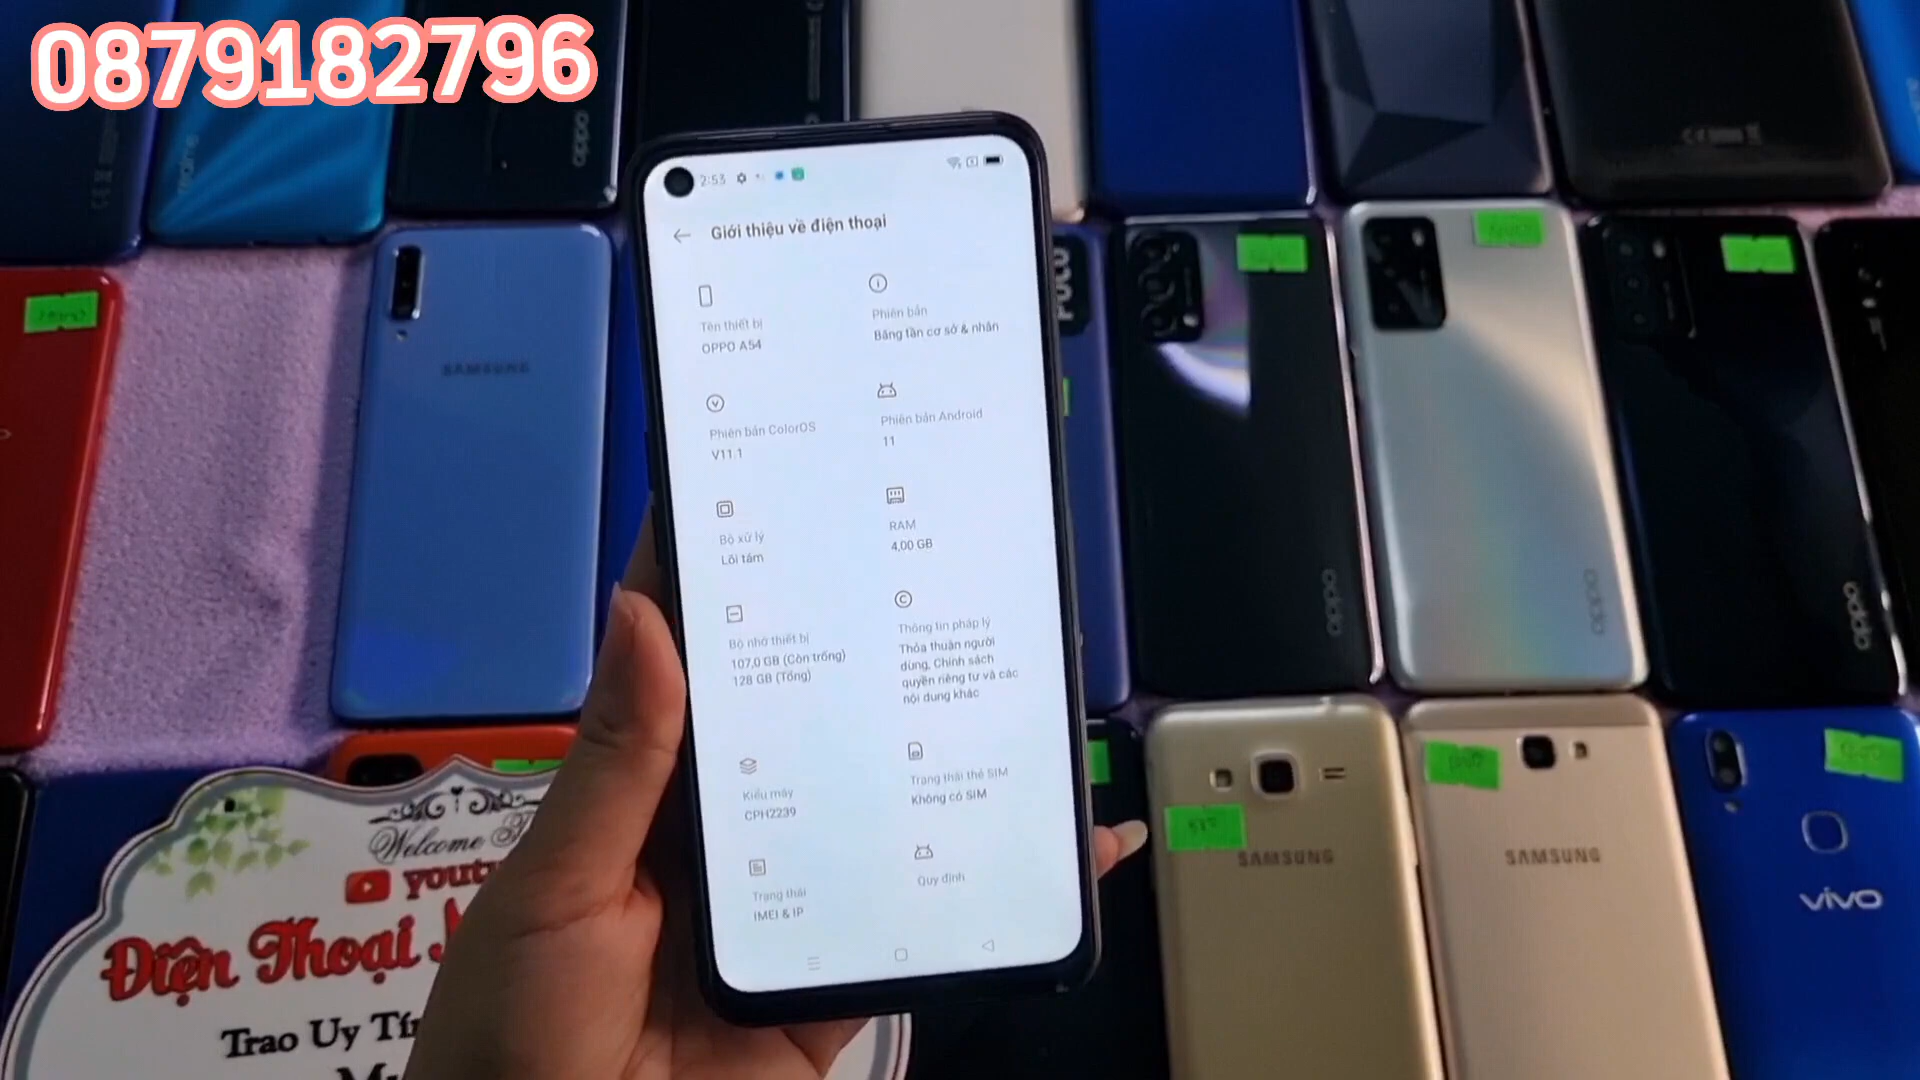 0879182796
realme
oppo
2:53
Giới thiệu về điện thoại
Tên thiết bị
OPPO A54
Phiên bản
Băng tần cơ sở & nhân
Phiên bản ColorOS
V11.1
Phiên bản Android
11
Bộ xử lý
Lõi tám
RAM
4,00 GB
Bộ nhớ thiết bị
107,0 GB (Còn trống)
128 GB (Tổng)
Thông tin pháp lý
Thỏa thuận người
dùng, Chính sách
quyền riêng tư và các
nội dung khác
Kiểu máy
CPH2239
Trạng thái thẻ SIM
Không có SIM
Trạng thái
IMEI & IP
Quy định
SAMSUNG
POCO
oppo
oppo
oppo
SAMSUNG
SAMSUNG
vivo
Welcome
Điện Thoại
Trao Uy